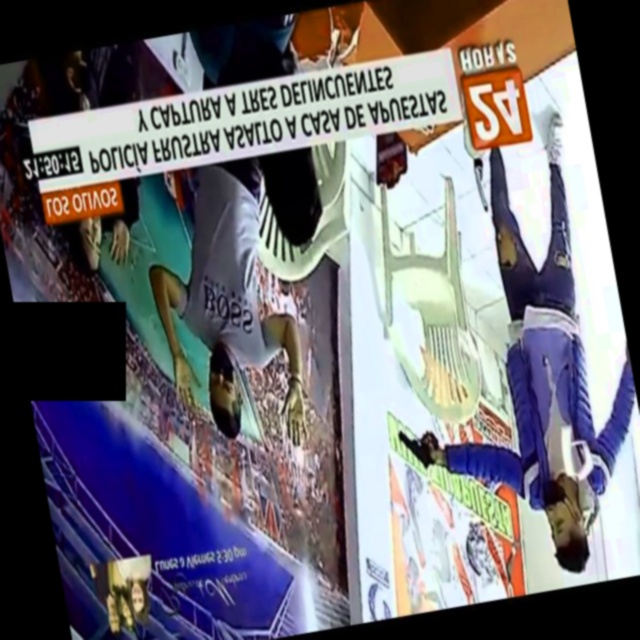 LOS OLIVOS
21:50:15 POLICÍA FRUSTRA ASALTO A CASA DE APUESTAS
Y CAPTURA A TRES DELINCUENTES
24
HORAS
BOSS
Lunes a Viernes 5:30 pm